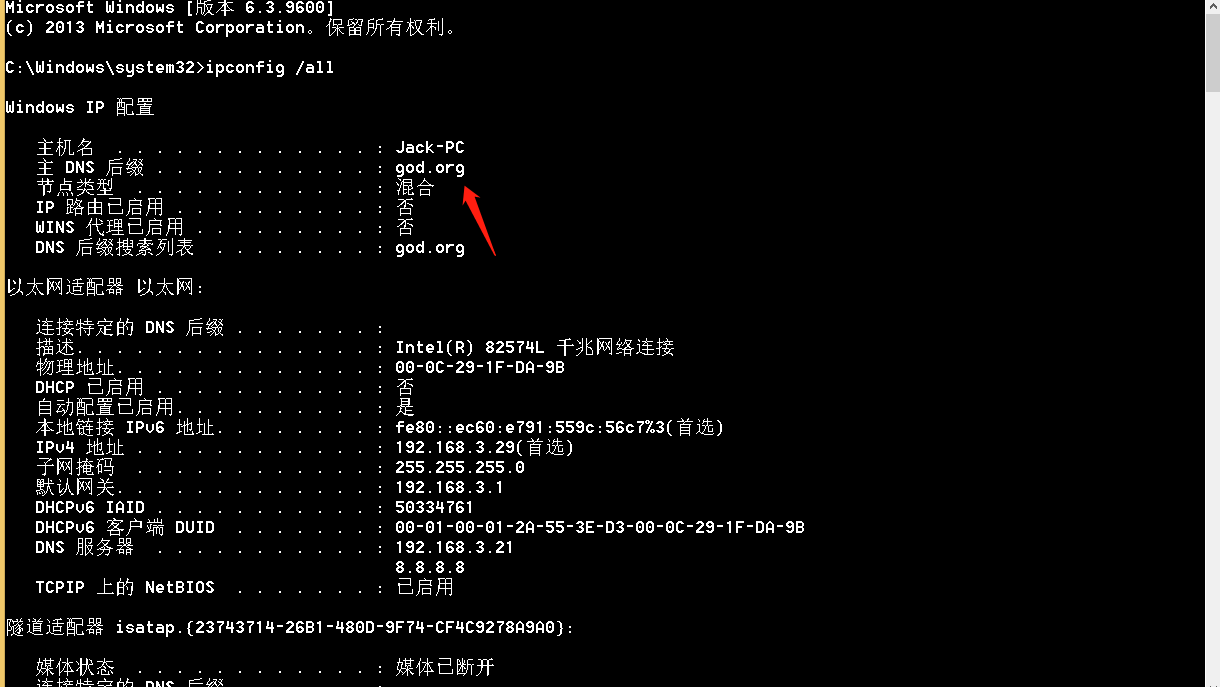 Microsoft Windows [版本 6.3.9600]
(c) 2013 Microsoft Corporation。保留所有权利。
C:\Windows\system32>ipconfig /all
Windows IP 配置
主机名 . . . . . . . . . . . . . : Jack-PC
主 DNS 后缀 . . . . . . . . . . . : god.org
节点类型 . . . . . . . . . . . . : 混合
IP 路由已启用 . . . . . . . . . . : 否
WINS 代理已启用 . . . . . . . . . : 否
DNS 后缀搜索列表 . . . . . . . . : god.org
以太网适配器 以太网:
连接特定的 DNS 后缀 . . . . . . . :
描述. . . . . . . . . . . . . . . : Intel(R) 82574L 千兆网络连接
物理地址. . . . . . . . . . . . . : 00-0C-29-1F-DA-9B
DHCP 已启用 . . . . . . . . . . . : 否
自动配置已启用. . . . . . . . . . : 是
本地链接 IPv6 地址. . . . . . . . : fe80::ec60:e791:559c:56c7%3(首选)
IPv4 地址 . . . . . . . . . . . . : 192.168.3.29(首选)
子网掩码 . . . . . . . . . . . . : 255.255.255.0
默认网关. . . . . . . . . . . . . : 192.168.3.1
DHCPv6 IAID . . . . . . . . . . . : 50334761
DHCPv6 客户端 DUID . . . . . . . : 00-01-00-01-2A-55-3E-D3-00-0C-29-1F-DA-9B
DNS 服务器 . . . . . . . . . . . : 192.168.3.21
8.8.8.8
TCPIP 上的 NetBIOS . . . . . . . : 已启用
隧道适配器 isatap.{23743714-26B1-480D-9F74-CF4C9278A9A0}:
媒体状态 . . . . . . . . . . . . : 媒体已断开
连接特定的 DNS 后缀 . . . . . . . :